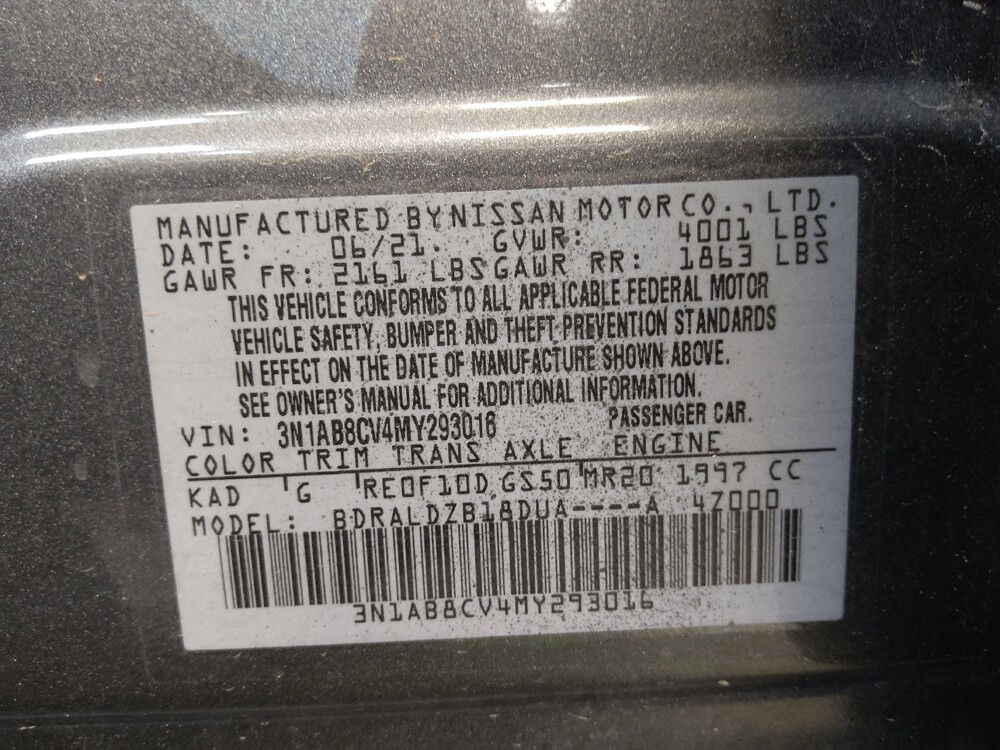 MANUFACTURED BY NISSAN MOTOR CO., LTD.
DATE: 06/21. GVWR: 4001 LBS
GAWR FR: 2161 LBS GAWR RR: 1863 LBS
THIS VEHICLE CONFORMS TO ALL APPLICABLE FEDERAL MOTOR
VEHICLE SAFETY, BUMPER AND THEFT PREVENTION STANDARDS
IN EFFECT ON THE DATE OF MANUFACTURE SHOWN ABOVE.
SEE OWNER'S MANUAL FOR ADDITIONAL INFORMATION.
VIN: 3N1AB8CV4MY293016 PASSENGER CAR.
COLOR TRIM TRANS AXLE ENGINE
KAD G RE0F10D GS50 MR20 1997 CC
MODEL: BDRALDZB18DUA----A 4Z000
3N1AB8CV4MY293016